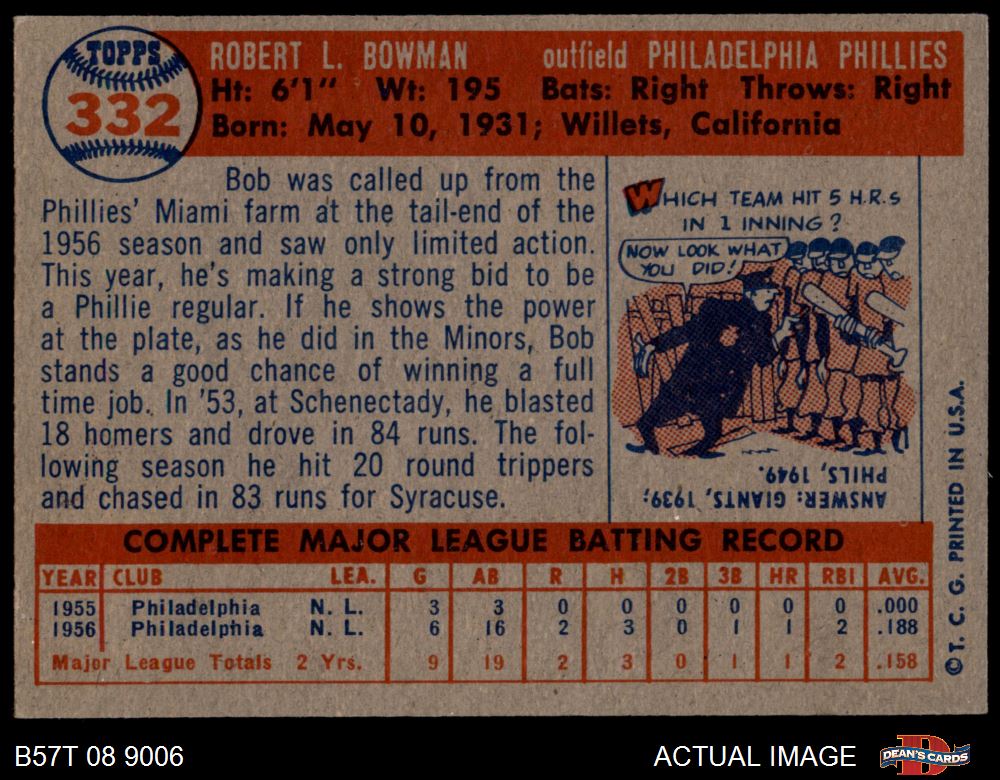 TOPPS
332
ROBERT L. BOWMAN outfield PHILADELPHIA PHILLIES
Ht: 6'1" Wt: 195 Bats: Right Throws: Right
Born: May 10, 1931; Willets, California
Bob was called up from the
Phillies' Miami farm at the tail-end of the
1956 season and saw only limited action.
This year, he's making a strong bid to be
a Phillie regular. If he shows the power
at the plate, as he did in the Minors, Bob
stands a good chance of winning a full
time job. In '53, at Schenectady, he blasted
18 homers and drove in 84 runs. The fol-
lowing season he hit 20 round trippers
and chased in 83 runs for Syracuse.
WHICH TEAM HIT 5 H.R.S
IN 1 INNING?
NOW LOOK WHAT
YOU DID!
ANSWER: GIANTS, 1939;
PHILS, 1949.
COMPLETE MAJOR LEAGUE BATTING RECORD
YEAR CLUB LEA. G AB R H 2B 3B HR RBI AVG.
1955 Philadelphia N. L. 3 3 0 0 0 0 0 0 .000
1956 Philadelphia N. L. 6 16 2 3 0 1 1 2 .188
Major League Totals 2 Yrs. 9 19 2 3 0 1 1 2 .158
© T. C. G. PRINTED IN U.S.A.
B57T 08 9006
ACTUAL IMAGE
D
DEAN'S CARDS